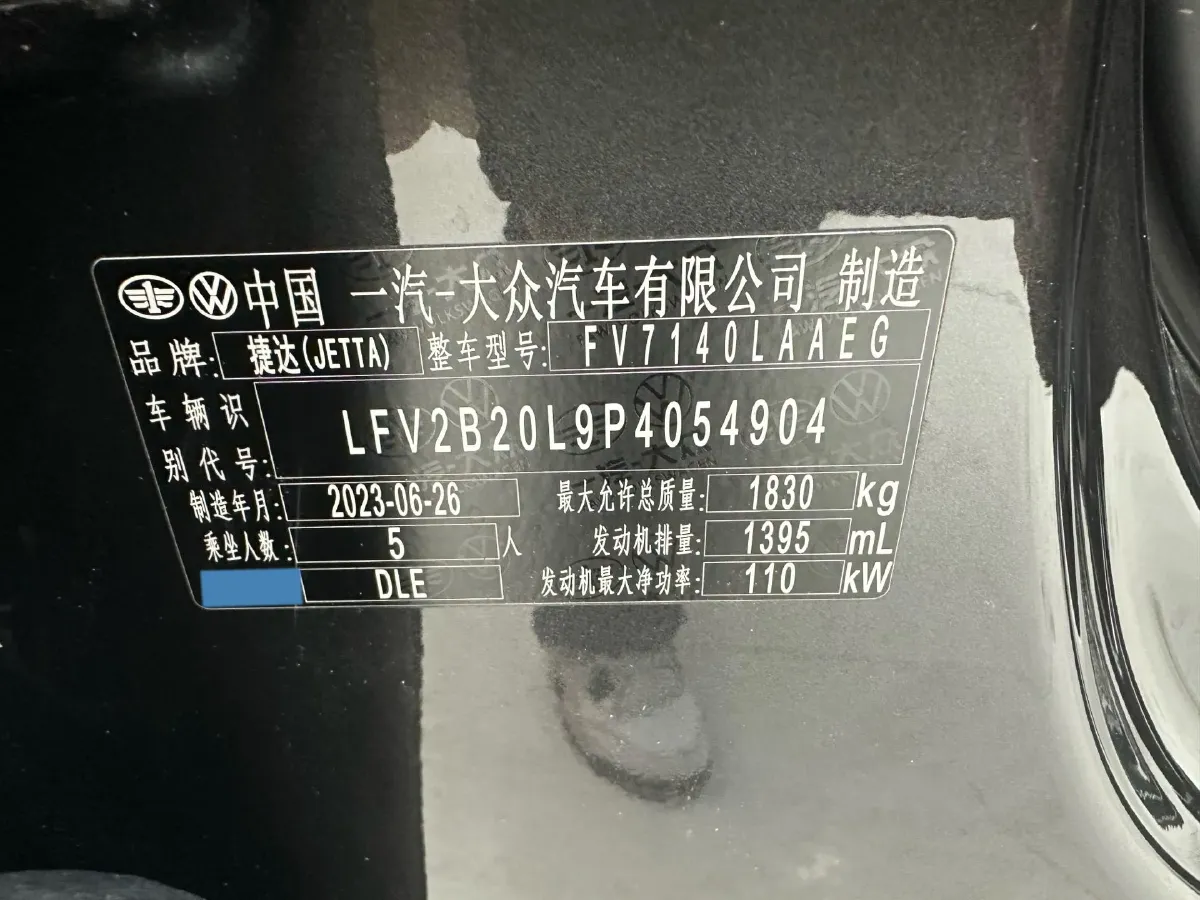 中国 一汽-大众汽车有限公司 制造
品牌: 捷达(JETTA) 整车型号: FV7140LAAEG
车辆识别代号: LFV2B20L9P4054904
制造年月: 2023-06-26 最大允许总质量: 1830 kg
乘坐人数: 5 人 发动机排量: 1395 mL
DLE 发动机最大净功率: 110 kW